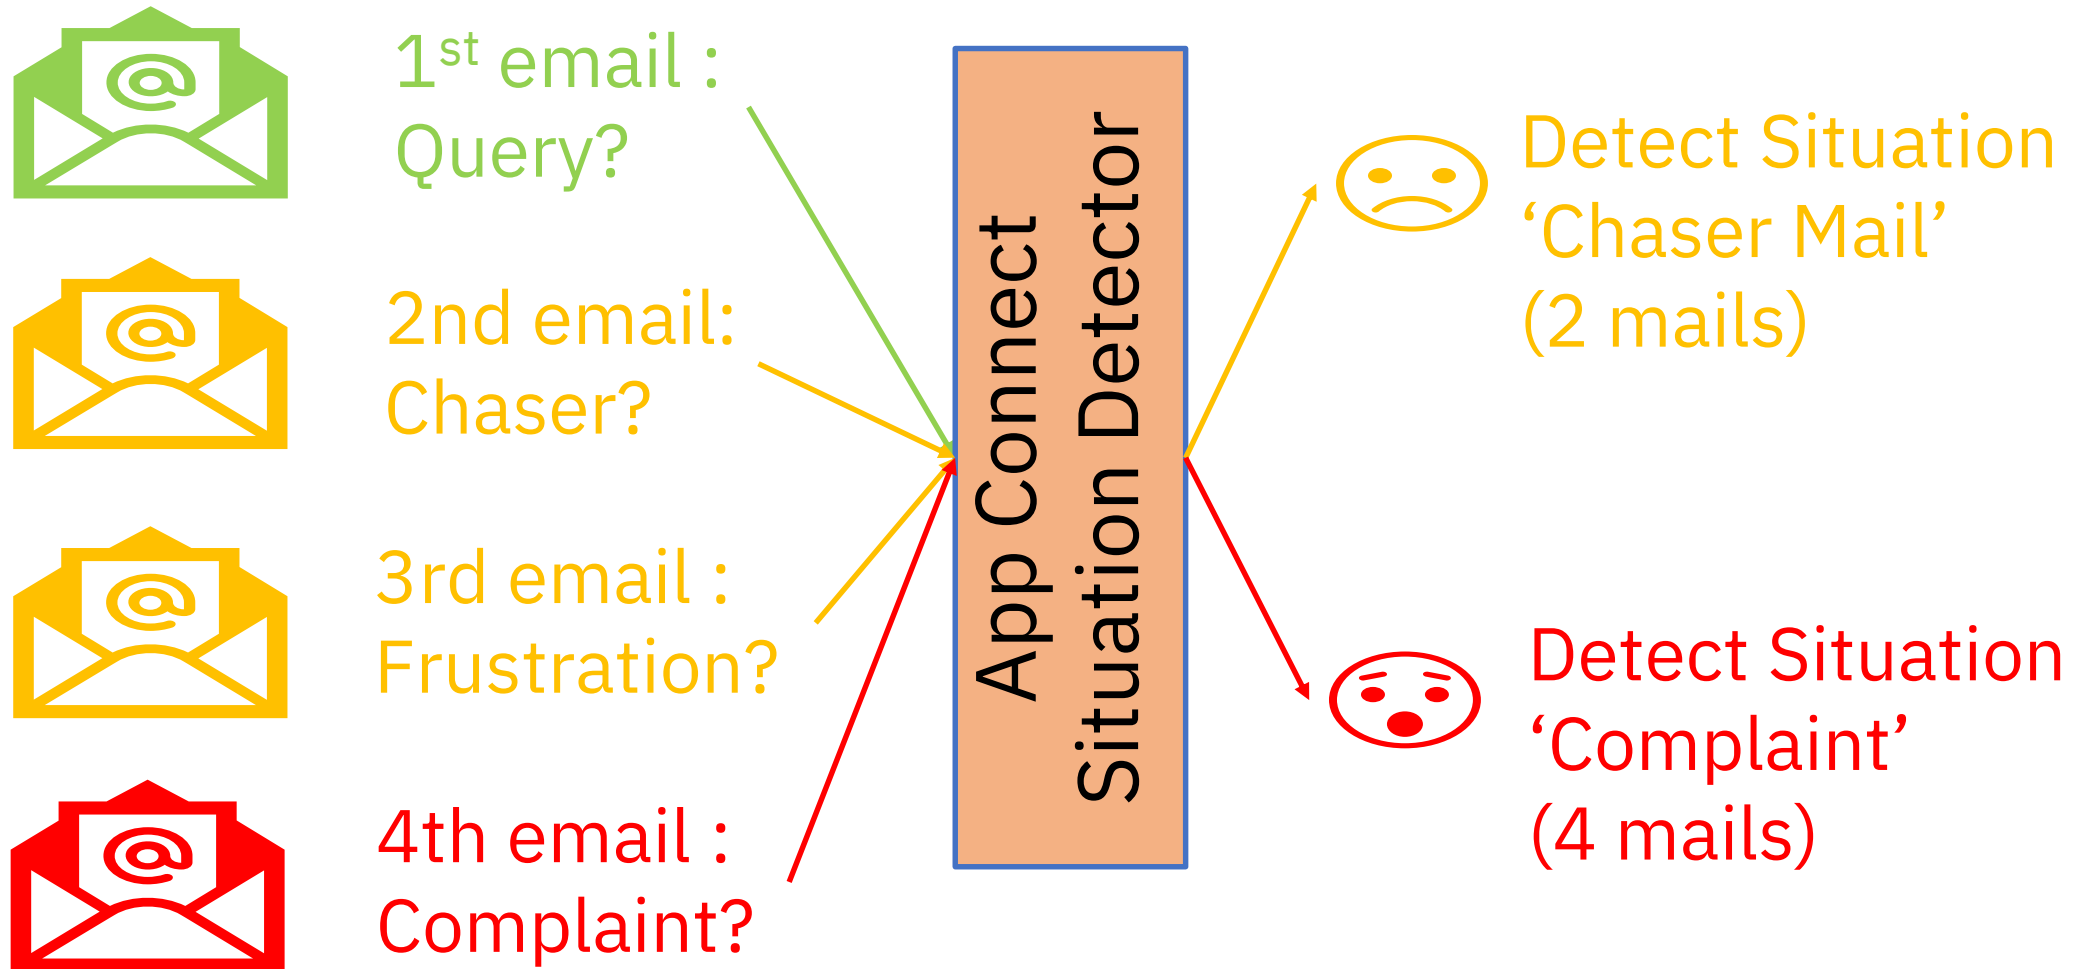 1st email :
Query?
2nd email:
Chaser?
3rd email :
Frustration?
4th email :
Complaint?
App Connect
Situation Detector
Detect Situation
‘Chaser Mail’
(2 mails)
Detect Situation
‘Complaint’
(4 mails)